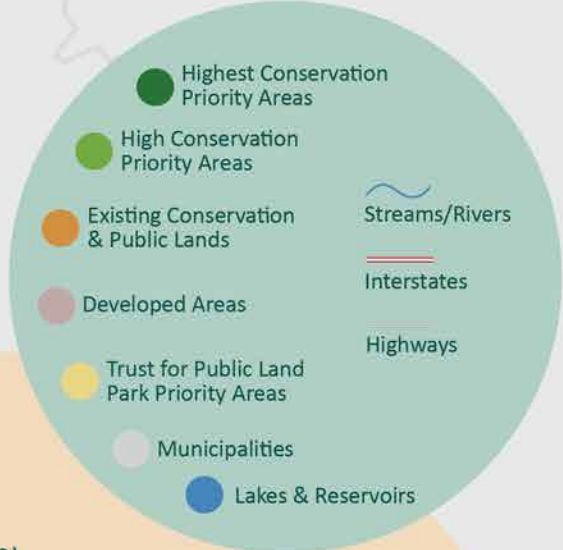 Highest Conservation
Priority Areas
High Conservation
Priority Areas
Existing Conservation
& Public Lands
Developed Areas
Trust for Public Land
Park Priority Areas
Municipalities
Lakes & Reservoirs
Streams/Rivers
Interstates
Highways